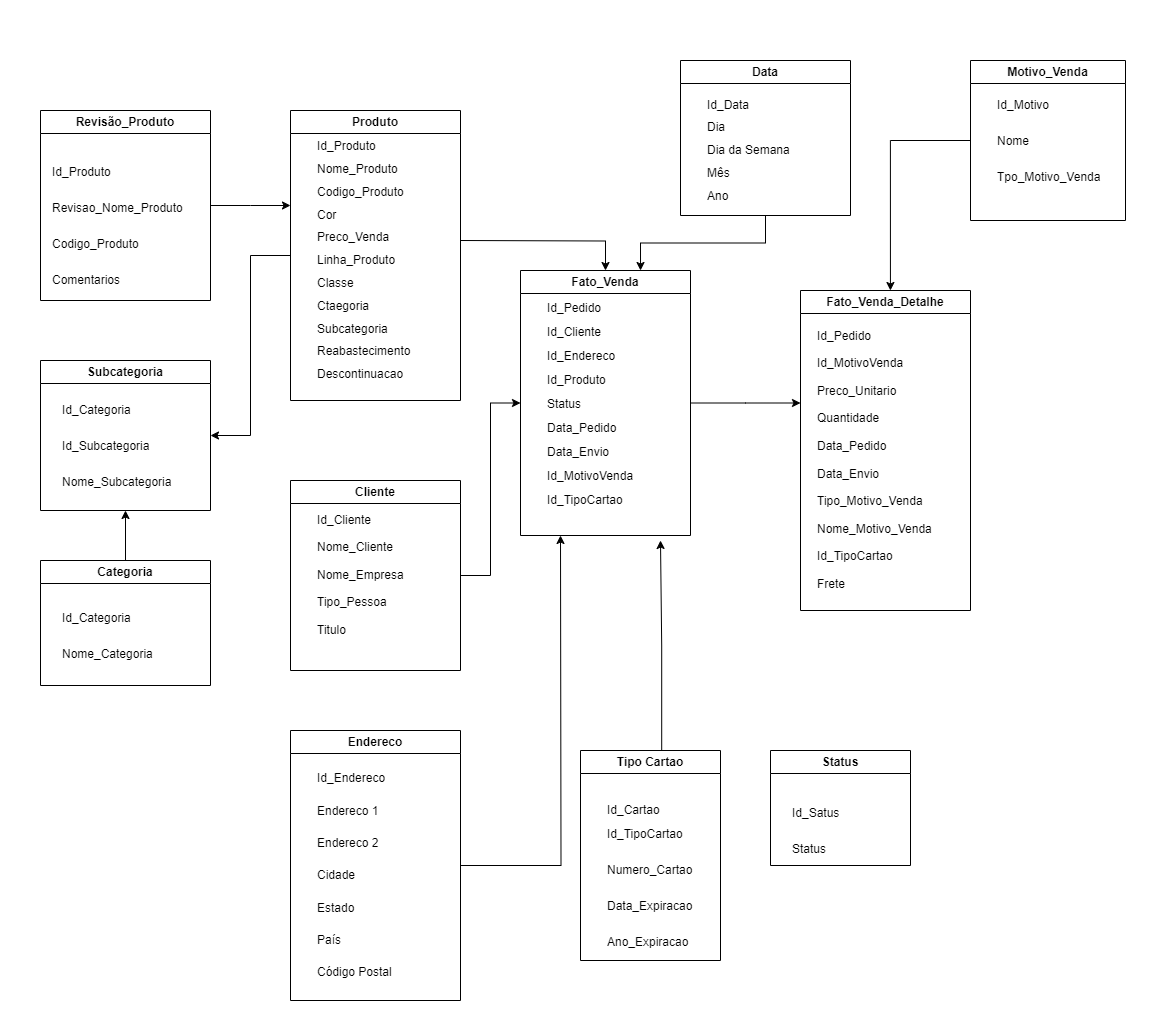 Data
Id_Data
Dia
Dia da Semana
Mês
Ano
Motivo_Venda
Id_Motivo
Nome
Tpo_Motivo_Venda
Revisão_Produto
Id_Produto
Revisao_Nome_Produto
Codigo_Produto
Comentarios
Produto
Id_Produto
Nome_Produto
Codigo_Produto
Cor
Preco_Venda
Linha_Produto
Classe
Ctaegoria
Subcategoria
Reabastecimento
Descontinuacao
Fato_Venda
Id_Pedido
Id_Cliente
Id_Endereco
Id_Produto
Status
Data_Pedido
Data_Envio
Id_MotivoVenda
Id_TipoCartao
Fato_Venda_Detalhe
Id_Pedido
Id_MotivoVenda
Preco_Unitario
Quantidade
Data_Pedido
Data_Envio
Tipo_Motivo_Venda
Nome_Motivo_Venda
Id_TipoCartao
Frete
Subcategoria
Id_Categoria
Id_Subcategoria
Nome_Subcategoria
Cliente
Id_Cliente
Nome_Cliente
Nome_Empresa
Tipo_Pessoa
Titulo
Categoria
Id_Categoria
Nome_Categoria
Endereco
Id_Endereco
Endereco 1
Endereco 2
Cidade
Estado
País
Código Postal
Tipo Cartao
Id_Cartao
Id_TipoCartao
Numero_Cartao
Data_Expiracao
Ano_Expiracao
Status
Id_Satus
Status